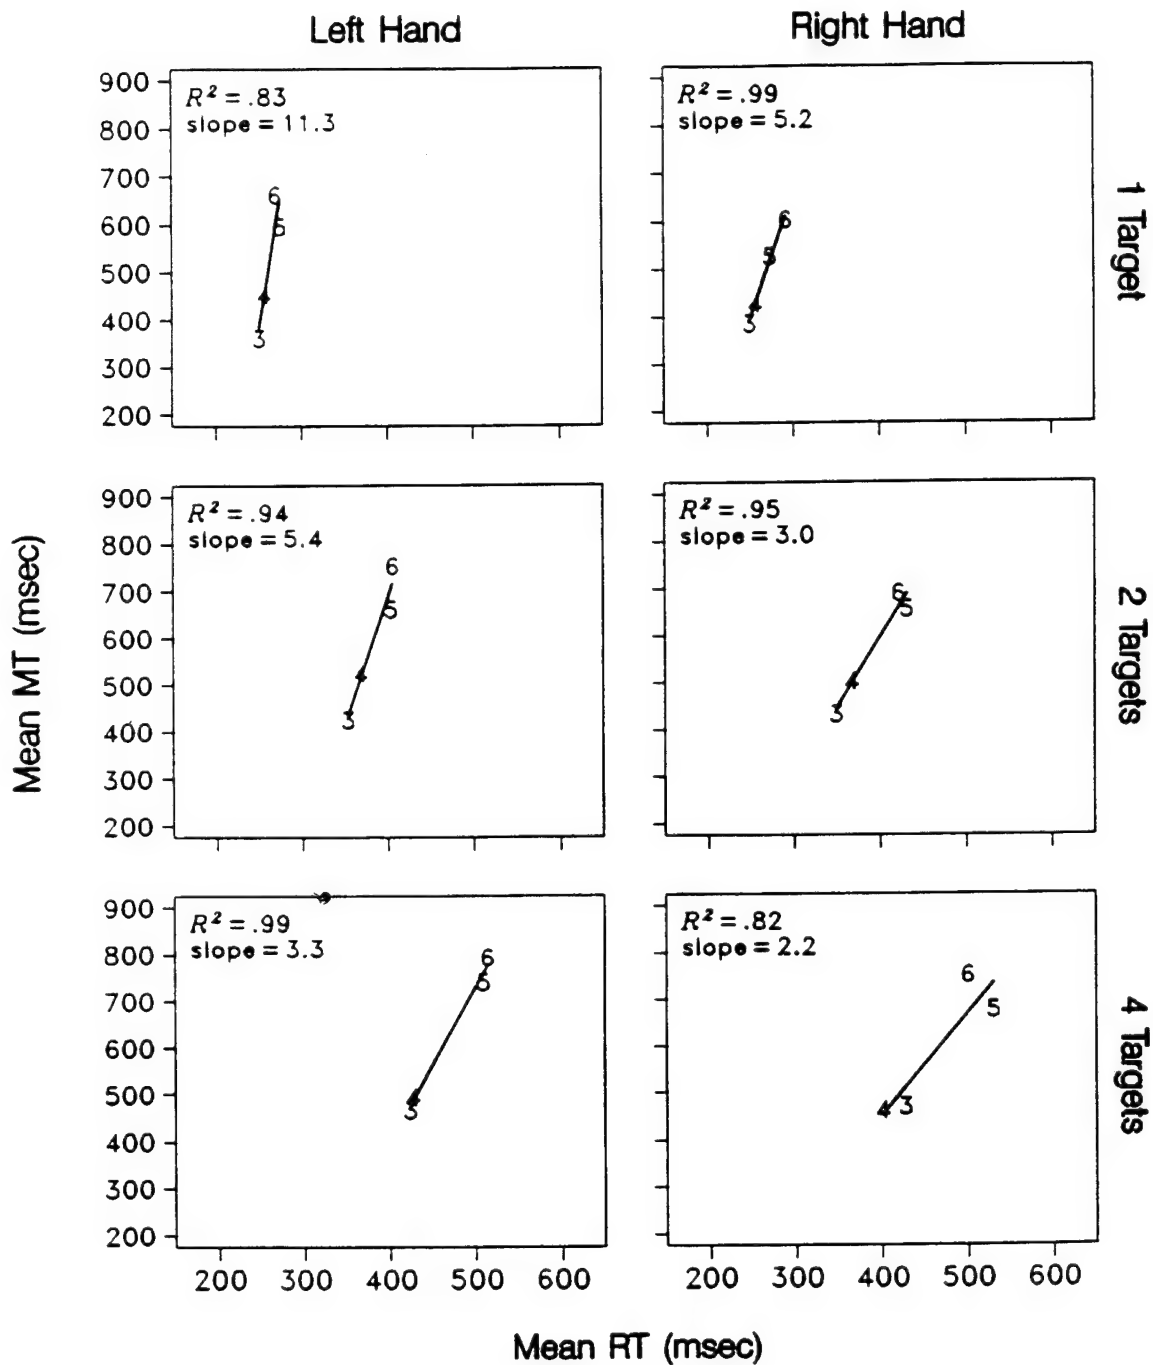 Left Hand
Right Hand
900
800
700
600
500
400
300
200
R² = .83
slope = 11.3
6
5
4
3
R² = .99
slope = 5.2
6
5
4
3
1 Target
900
800
700
600
500
400
300
200
R² = .94
slope = 5.4
6
5
4
3
R² = .95
slope = 3.0
6
5
4
3
2 Targets
Mean MT (msec)
900
800
700
600
500
400
300
200
R² = .99
slope = 3.3
6
5
4
3
R² = .82
slope = 2.2
6
5
4 3
4 Targets
200 300 400 500 600
200 300 400 500 600
Mean RT (msec)